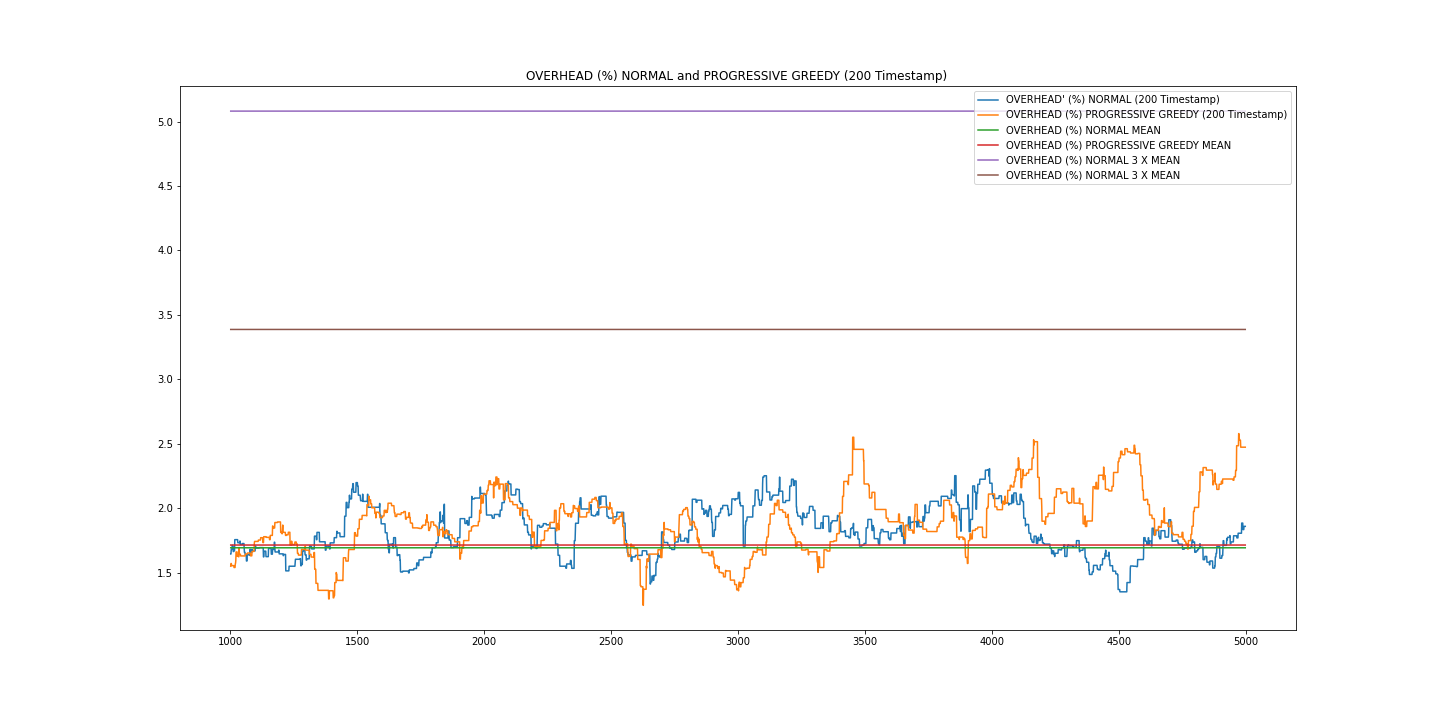 OVERHEAD (%) NORMAL and PROGRESSIVE GREEDY (200 Timestamp)
OVERHEAD' (%) NORMAL (200 Timestamp)
OVERHEAD (%) PROGRESSIVE GREEDY (200 Timestamp)
OVERHEAD (%) NORMAL MEAN
OVERHEAD (%) PROGRESSIVE GREEDY MEAN
OVERHEAD (%) NORMAL 3 X MEAN
OVERHEAD (%) NORMAL 3 X MEAN
5.0
4.5
4.0
3.5
3.0
2.5
2.0
1.5
1000 1500 2000 2500 3000 3500 4000 4500 5000